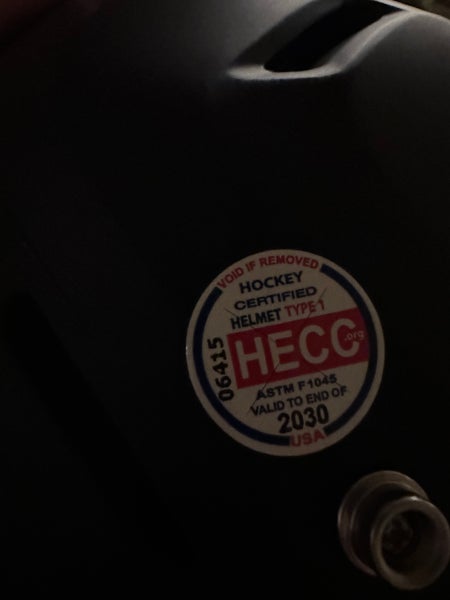 VOID IF REMOVED
HOCKEY
CERTIFIED
HELMET TYPE 1
HECC.org
06415
ASTM F1045
VALID TO END OF
2030
USA